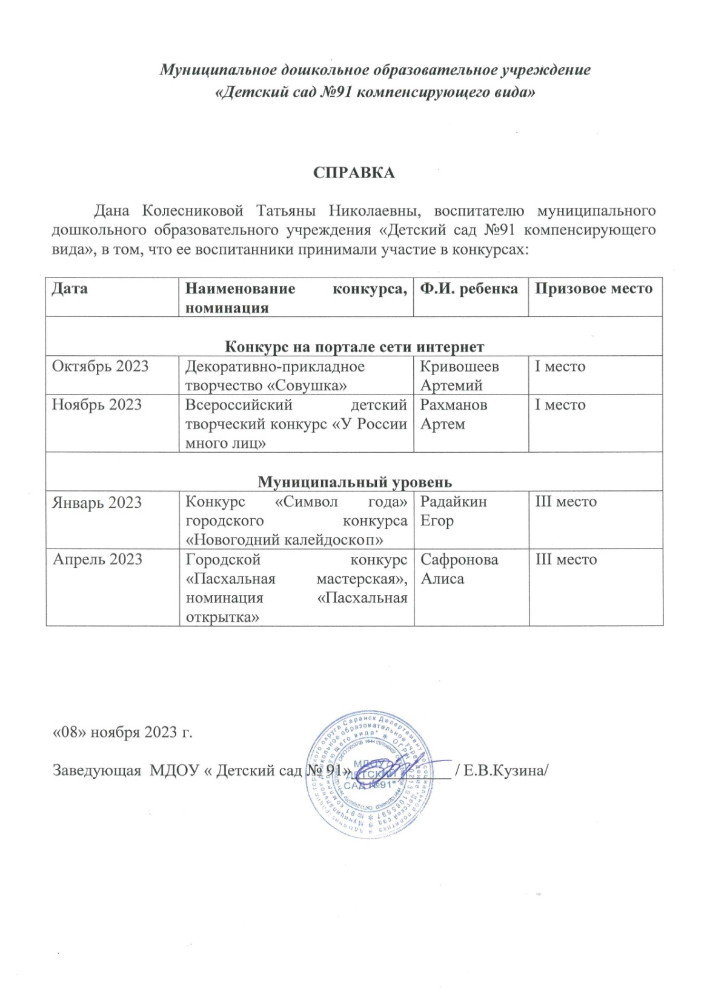 Муниципальное дошкольное образовательное учреждение
«Детский сад №91 компенсирующего вида»
СПРАВКА
Дана Колесниковой Татьяны Николаевны, воспитателю муниципального
дошкольного образовательного учреждения «Детский сад №91 компенсирующего
вида», в том, что ее воспитанники принимали участие в конкурсах:
Дата Наименование конкурса, Ф.И. ребенка Призовое место
номинация
Конкурс на портале сети интернет
Октябрь 2023 Декоративно-прикладное Кривошеев I место
творчество «Совушка» Артемий
Ноябрь 2023 Всероссийский детский Рахманов I место
творческий конкурс «У России Артем
много лиц»
Муниципальный уровень
Январь 2023 Конкурс «Символ года» Радайкин III место
городского конкурса Егор
«Новогодний калейдоскоп»
Апрель 2023 Городской конкурс Сафронова III место
«Пасхальная мастерская», Алиса
номинация «Пасхальная
открытка»
«08» ноября 2023 г.
Заведующая МДОУ « Детский сад № 91»____________/ Е.В.Кузина/
МДОУ
"ДЕТСКИЙ
САД №91"